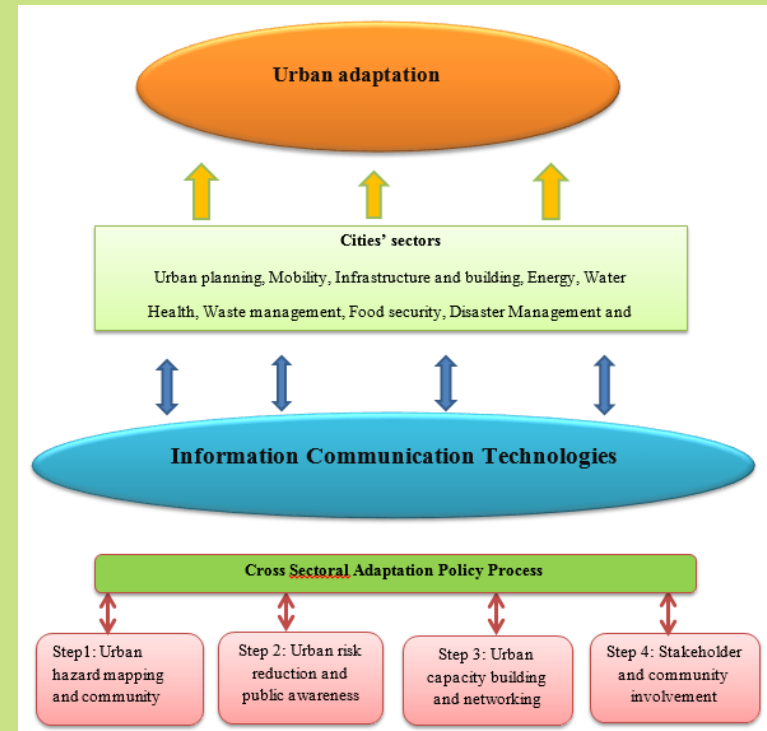 Urban adaptation
Cities' sectors
Urban planning, Mobility, Infrastructure and building, Energy, Water
Health, Waste management, Food security, Disaster Management and
Information Communication Technologies
Cross Sectoral Adaptation Policy Process
Step1: Urban
hazard mapping
and community
Step 2: Urban risk
reduction and
public awareness
Step 3: Urban
capacity building
and networking
Step 4: Stakeholder
and community
involvement